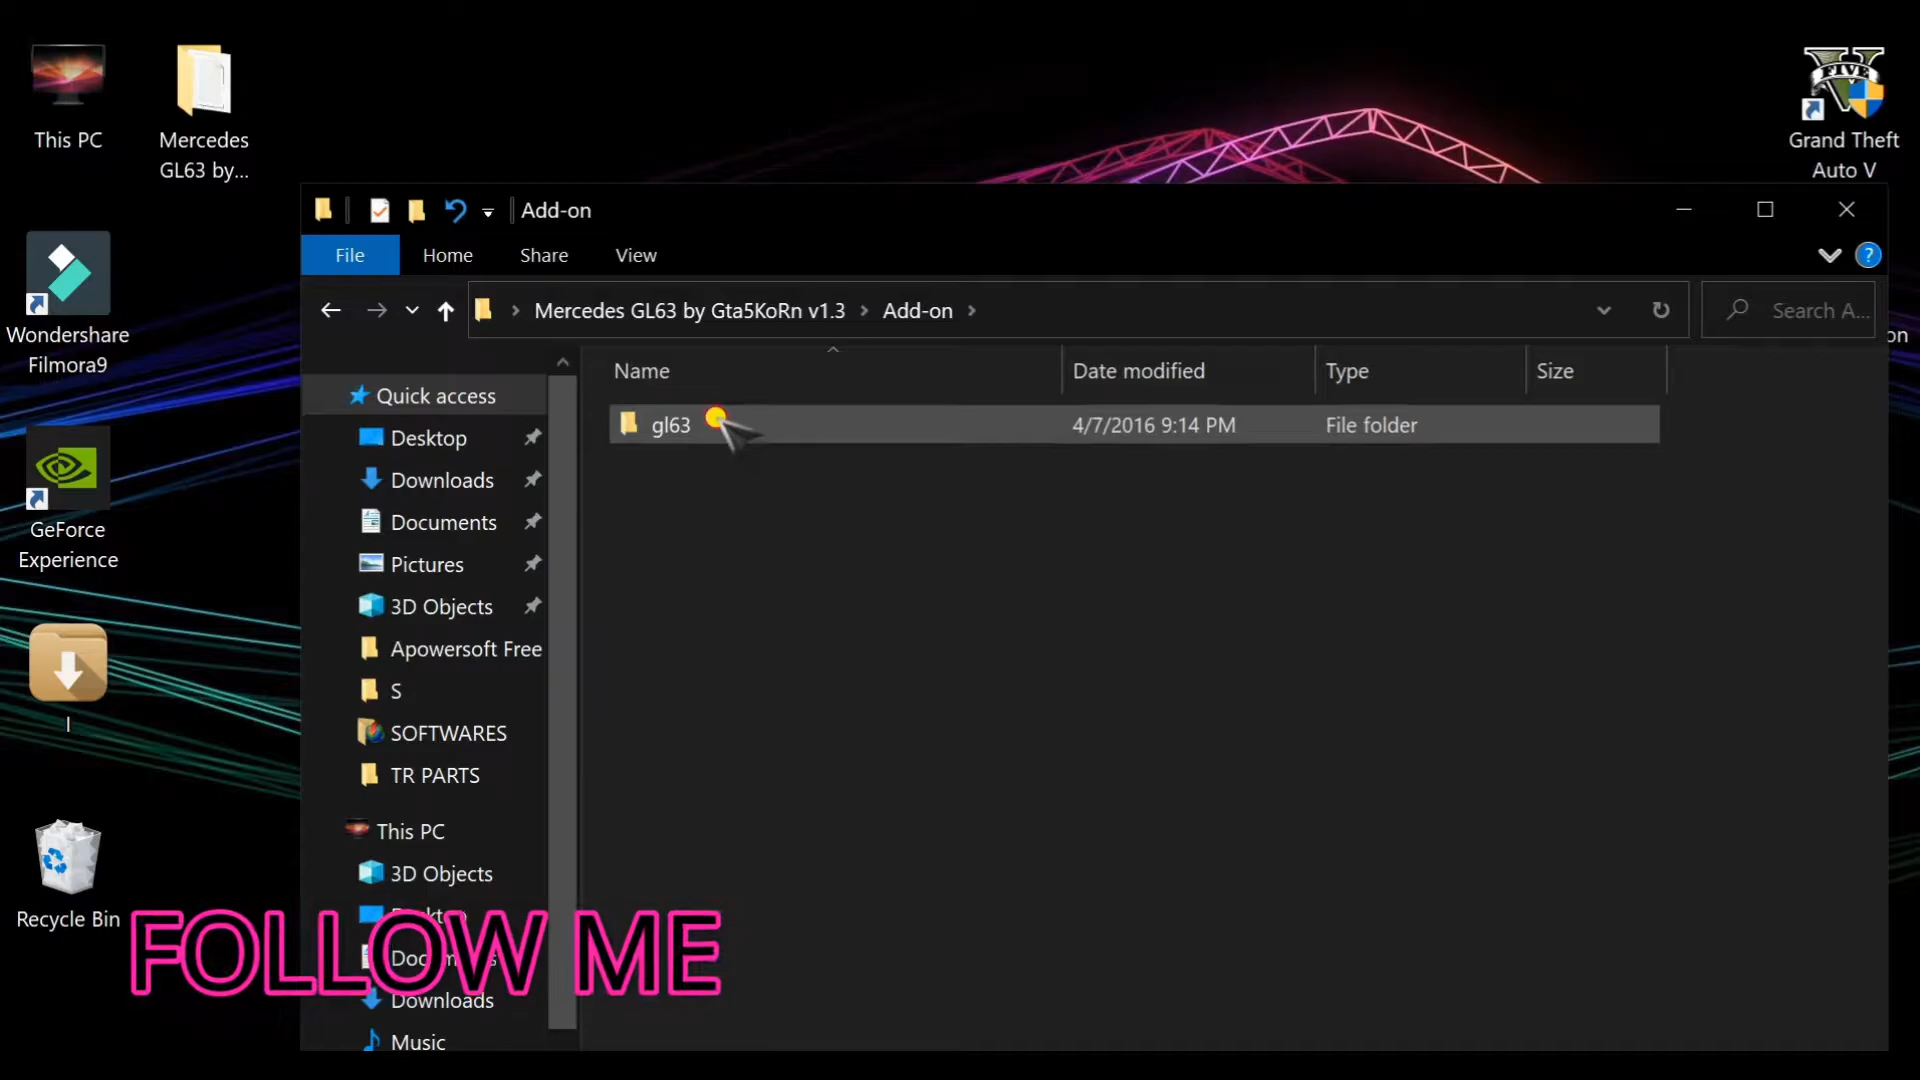 This PC
Mercedes
GL63 by...
FIVE
Grand Theft
Auto V
Add-on
File
Home
Share
View
?
Mercedes GL63 by Gta5KoRn v1.3
Add-on
Search A...
on
Wondershare
Filmora9
Name
Date modified
Type
Size
Quick access
gl63
4/7/2016 9:14 PM
File folder
Desktop
Downloads
Documents
Pictures
3D Objects
Apowersoft Free
S
SOFTWARES
TR PARTS
This PC
3D Objects
Downloads
Music
GeForce
Experience
I
Recycle Bin
FOLLOW ME